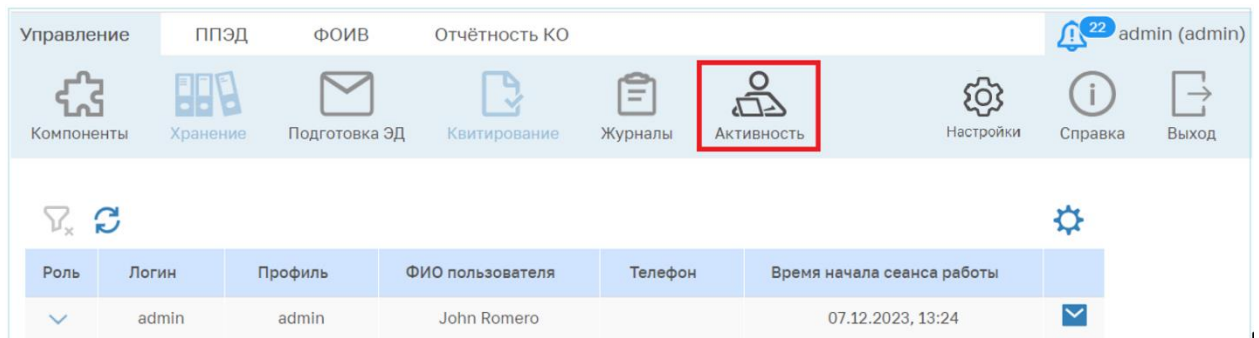 Управление ППЭД ФОИВ Отчётность КО 22 admin (admin)
Компоненты Хранение Подготовка ЭД Квитирование Журналы Активность Настройки Справка Выход
Роль Логин Профиль ФИО пользователя Телефон Время начала сеанса работы
admin admin John Romero 07.12.2023, 13:24